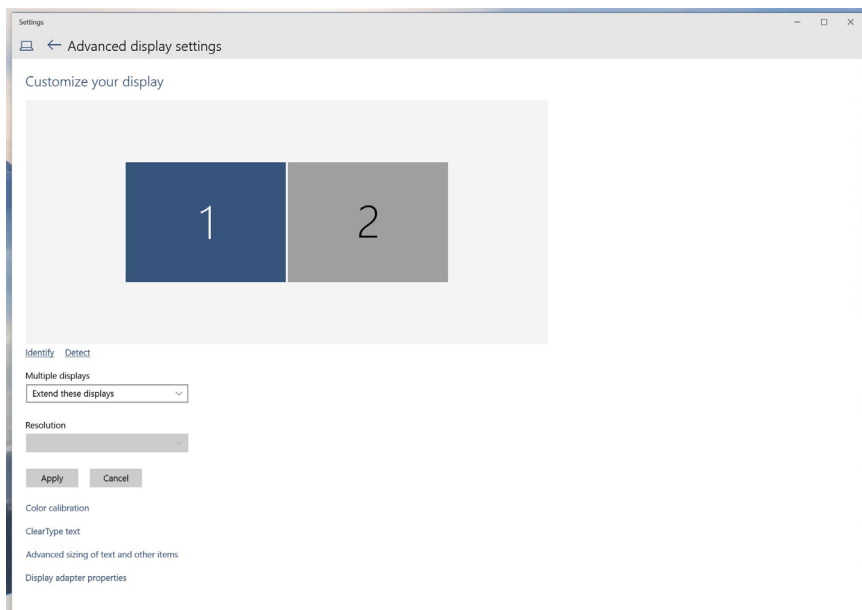 Settings
Advanced display settings
Customize your display
1 2
Identify Detect
Multiple displays
Extend these displays
Resolution
Apply Cancel
Color calibration
ClearType text
Advanced sizing of text and other items
Display adapter properties